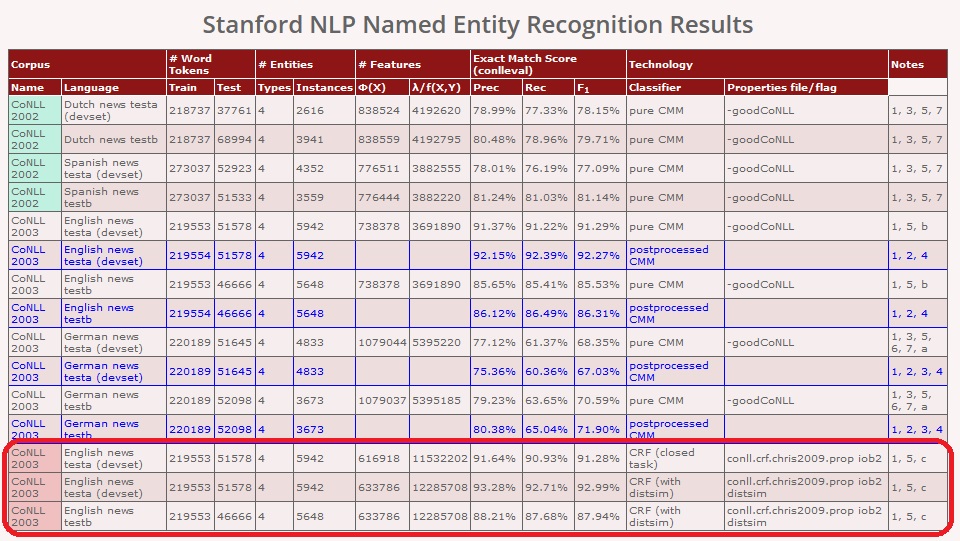 Stanford NLP Named Entity Recognition Results
Corpus # Word Tokens # Entities # Features Exact Match Score (conlleval) Technology Notes
Name Language Train Test Types Instances Φ(X) λ/f(X,Y) Prec Rec F1 Classifier Properties file/flag
CoNLL 2002 Dutch news testa (devset) 218737 37761 4 2616 838524 4192620 78.99% 77.33% 78.15% pure CMM -goodCoNLL 1, 3, 5, 7
CoNLL 2002 Dutch news testb 218737 68994 4 3941 838559 4192795 80.48% 78.96% 79.71% pure CMM -goodCoNLL 1, 3, 5, 7
CoNLL 2002 Spanish news testa (devset) 273037 52923 4 4352 776511 3882555 78.01% 76.19% 77.09% pure CMM -goodCoNLL 1, 3, 5, 7
CoNLL 2002 Spanish news testb 273037 51533 4 3559 776444 3882220 81.24% 81.03% 81.14% pure CMM -goodCoNLL 1, 3, 5, 7
CoNLL 2003 English news testa (devset) 219553 51578 4 5942 738378 3691890 91.37% 91.22% 91.29% pure CMM -goodCoNLL 1, 5, b
CoNLL 2003 English news testa (devset) 219554 51578 4 5942 92.15% 92.39% 92.27% postprocessed CMM 1, 2, 4
CoNLL 2003 English news testb 219553 46666 4 5648 738378 3691890 85.65% 85.41% 85.53% pure CMM -goodCoNLL 1, 5, b
CoNLL 2003 English news testb 219554 46666 4 5648 86.12% 86.49% 86.31% postprocessed CMM 1, 2, 4
CoNLL 2003 German news testa (devset) 220189 51645 4 4833 1079044 5395220 77.12% 61.37% 68.35% pure CMM -goodCoNLL 1, 3, 5, 6, 7, a
CoNLL 2003 German news testa (devset) 220189 51645 4 4833 75.36% 60.36% 67.03% postprocessed CMM 1, 2, 3, 4
CoNLL 2003 German news testb 220189 52098 4 3673 1079037 5395185 79.23% 63.65% 70.59% pure CMM -goodCoNLL 1, 3, 5, 6, 7, a
CoNLL 2003 German news testb 220189 52098 4 3673 80.38% 65.04% 71.90% postprocessed CMM 1, 2, 3, 4
CoNLL 2003 English news testa (devset) 219553 51578 4 5942 616918 11532202 91.64% 90.93% 91.28% CRF (closed task) conll.crf.chris2009.prop iob2 1, 5, c
CoNLL 2003 English news testa (devset) 219553 51578 4 5942 633786 12285708 93.28% 92.71% 92.99% CRF (with distsim) conll.crf.chris2009.prop iob2 distsim 1, 5, c
CoNLL 2003 English news testb 219553 46666 4 5648 633786 12285708 88.21% 87.68% 87.94% CRF (with distsim) conll.crf.chris2009.prop iob2 distsim 1, 5, c